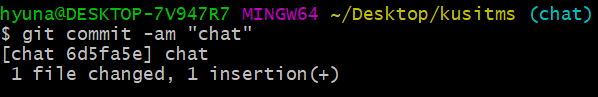 hyuna@DESKTOP-7V947R7 MINGW64 ~/Desktop/kusitms (chat)
$ git commit -am "chat"
[chat 6d5fa5e] chat
 1 file changed, 1 insertion(+)